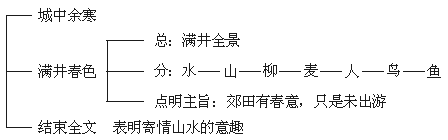 城中余寒
总：满井全景
满井春色
分：水——山——柳——麦——人——鸟——鱼
点明主旨：郊田有春意，只是未出游
结束全文 表明寄情山水的意趣